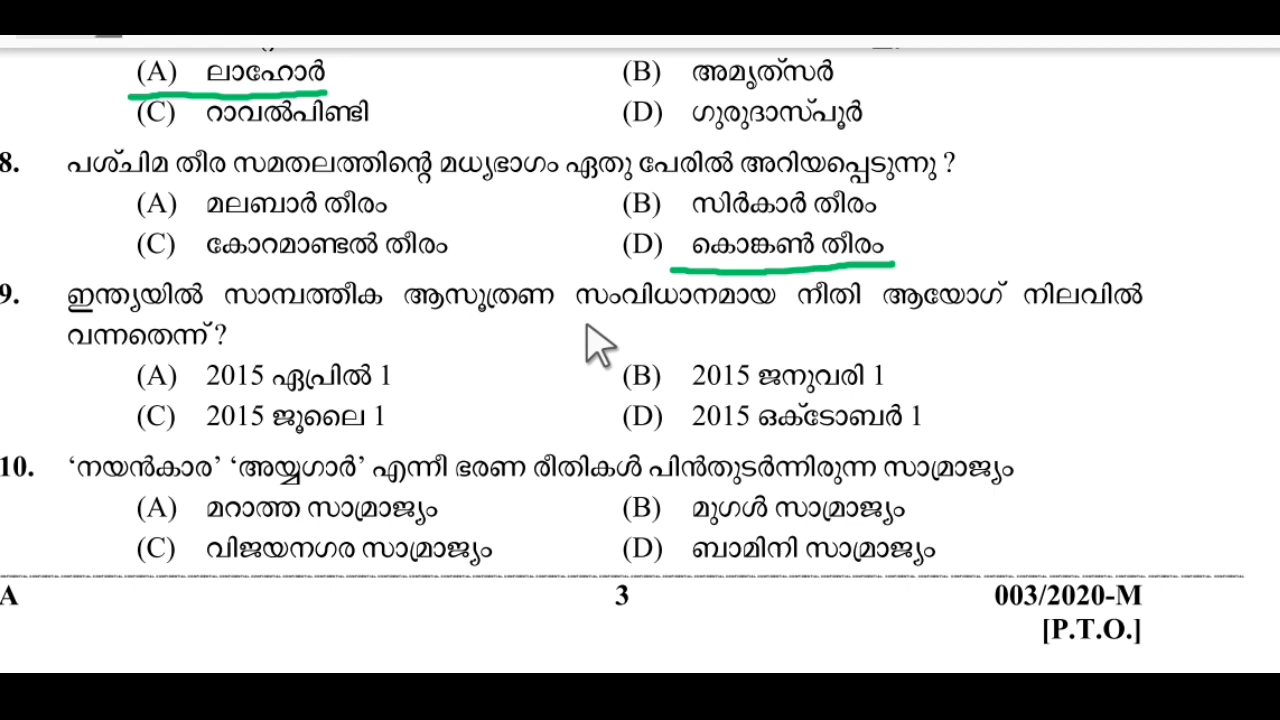 (A) ലാഹോർ (B) അമൃത്സർ
(C) റാവൽപിണ്ടി (D) ഗുരുദാസ്പൂർ
8. പശ്ചിമ തീര സമതലത്തിന്റെ മധ്യഭാഗം ഏതു പേരിൽ അറിയപ്പെടുന്നു ?
(A) മലബാർ തീരം (B) സിർകാർ തീരം
(C) കോറമാണ്ടൽ തീരം (D) കൊങ്കൺ തീരം
9. ഇന്ത്യയിൽ സാമ്പത്തീക ആസൂത്രണ സംവിധാനമായ നീതി ആയോഗ് നിലവിൽ
വന്നതെന്ന് ?
(A) 2015 ഏപ്രിൽ 1 (B) 2015 ജനുവരി 1
(C) 2015 ജൂലൈ 1 (D) 2015 ഒക്ടോബർ 1
10. ‘നയൻകാര’ ‘അയ്യഗാർ’ എന്നീ ഭരണ രീതികൾ പിൻതുടർന്നിരുന്ന സാമ്രാജ്യം
(A) മറാത്ത സാമ്രാജ്യം (B) മുഗൾ സാമ്രാജ്യം
(C) വിജയനഗര സാമ്രാജ്യം (D) ബാമിനി സാമ്രാജ്യം
A 3 003/2020-M
[P.T.O.]